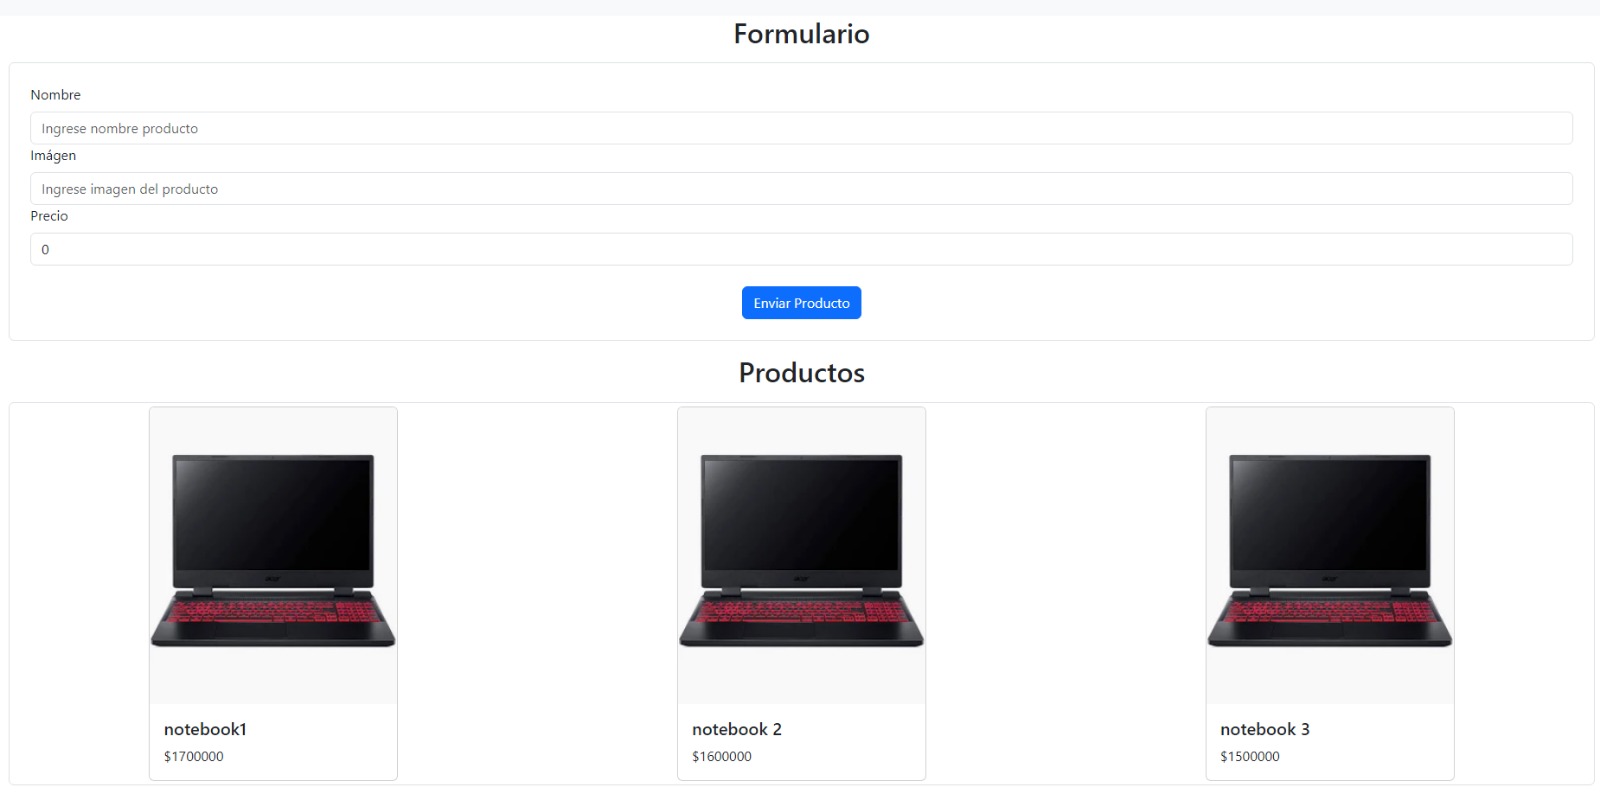 Formulario
Nombre
Ingrese nombre producto
Imágen
Ingrese imagen del producto
Precio
0
Enviar Producto
Productos
notebook1
$1700000
notebook 2
$1600000
notebook 3
$1500000